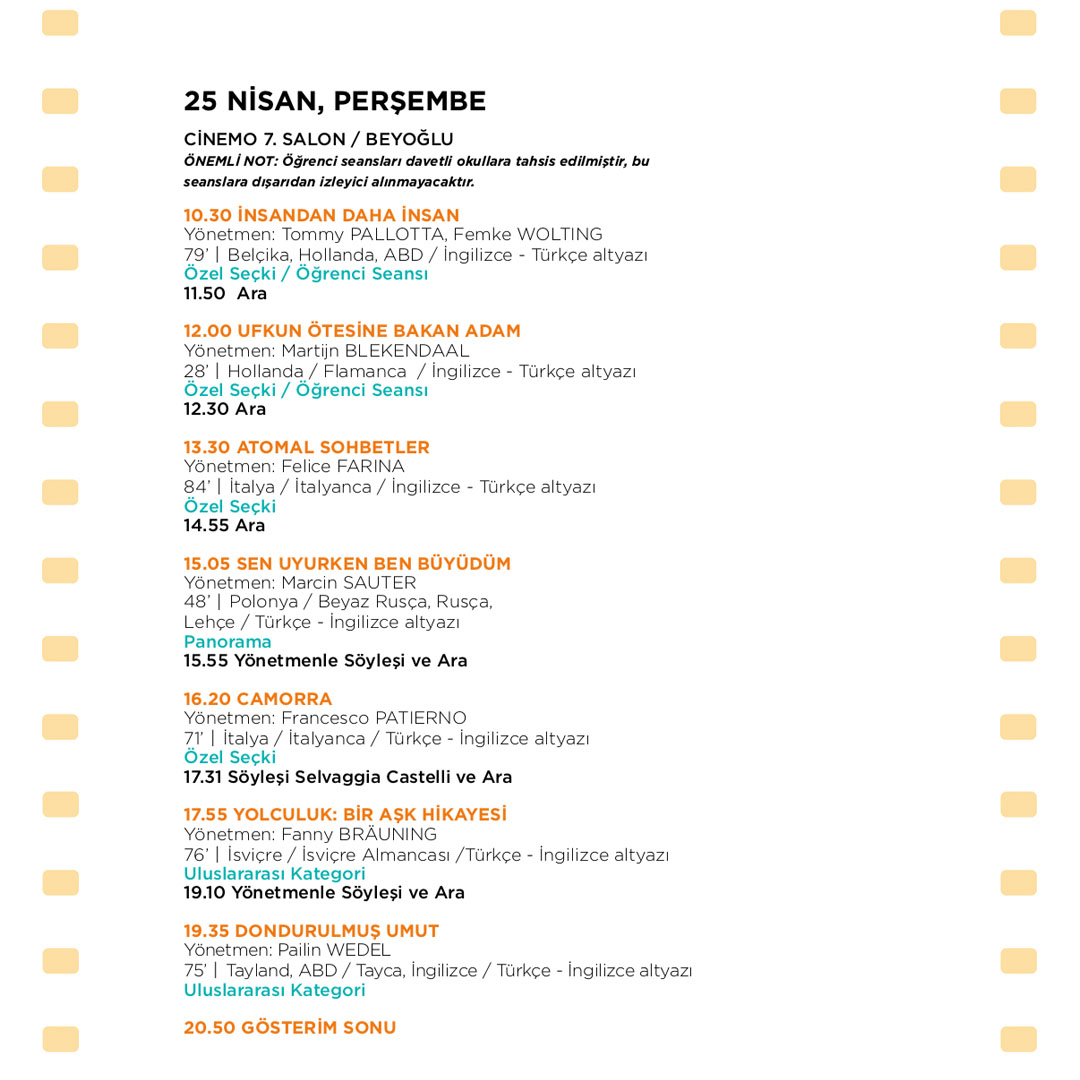 25 NİSAN, PERŞEMBE
CİNEMO 7. SALON / BEYOĞLU
ÖNEMLİ NOT: Öğrenci seansları davetli okullara tahsis edilmiştir, bu
seanslara dışarıdan izleyici alınmayacaktır.
10.30 İNSANDAN DAHA İNSAN
Yönetmen: Tommy PALLOTTA, Femke WOLTING
79’ | Belçika, Hollanda, ABD / İngilizce - Türkçe altyazı
Özel Seçki / Öğrenci Seansı
11.50  Ara
12.00 UFKUN ÖTESİNE BAKAN ADAM
Yönetmen: Martijn BLEKENDAAL
28’ | Hollanda / Flamanca  / İngilizce - Türkçe altyazı
Özel Seçki / Öğrenci Seansı
12.30 Ara
13.30 ATOMAL SOHBETLER
Yönetmen: Felice FARINA
84’ | İtalya / İtalyanca / İngilizce - Türkçe altyazı
Özel Seçki
14.55 Ara
15.05 SEN UYURKEN BEN BÜYÜDÜM
Yönetmen: Marcin SAUTER
48’ | Polonya / Beyaz Rusça, Rusça,
Lehçe / Türkçe - İngilizce altyazı
Panorama
15.55 Yönetmenle Söyleşi ve Ara
16.20 CAMORRA
Yönetmen: Francesco PATIERNO
71’ | İtalya / İtalyanca / Türkçe - İngilizce altyazı
Özel Seçki
17.31 Söyleşi Selvaggia Castelli ve Ara
17.55 YOLCULUK: BİR AŞK HİKAYESİ
Yönetmen: Fanny BRÄUNING
76’ | İsviçre / İsviçre Almancası /Türkçe - İngilizce altyazı
Uluslararası Kategori
19.10 Yönetmenle Söyleşi ve Ara
19.35 DONDURULMUŞ UMUT
Yönetmen: Pailin WEDEL
75’ | Tayland, ABD / Tayca, İngilizce / Türkçe - İngilizce altyazı
Uluslararası Kategori
20.50 GÖSTERİM SONU